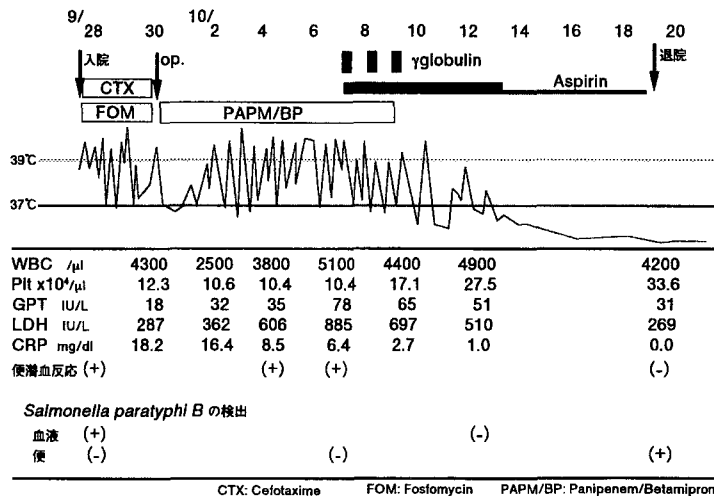 9/ 10/
28 30 2 4 6 8 10 12 14 16 18 20
入院 op. γglobulin 退院
CTX Aspirin
FOM PAPM/BP
39℃
37℃
WBC /μl 4300 2500 3800 5100 4400 4900 4200
Plt x10⁴/μl 12.3 10.6 10.4 10.4 17.1 27.5 33.6
GPT IU/L 18 32 35 78 65 51 31
LDH IU/L 287 362 606 885 697 510 269
CRP mg/dl 18.2 16.4 8.5 6.4 2.7 1.0 0.0
便潜血反応 (+) (+) (+) (-)
Salmonella paratyphi B の検出
血液 (+) (-)
便 (-) (-) (+)
CTX: Cefotaxime FOM: Fosfomycin PAPM/BP: Panipenem/Betamipron